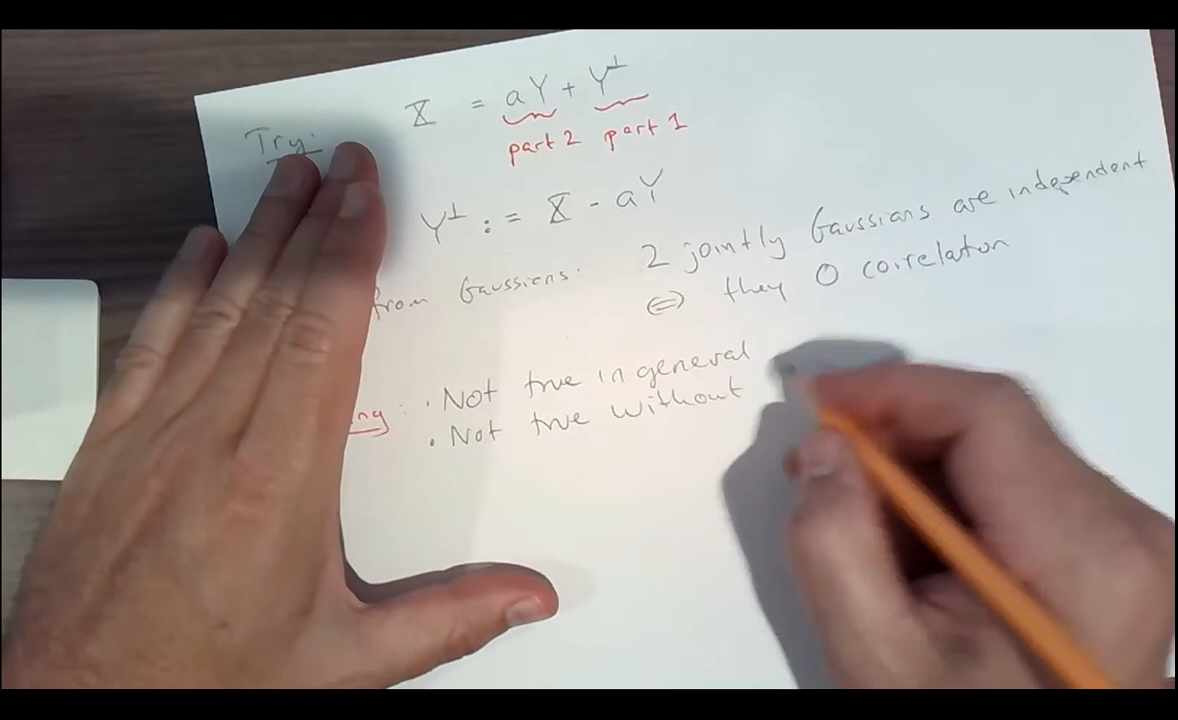 Try: X = aY + Y⊥
part 2 part 1
Y⊥ := X - aY
from Gaussians: 2 jointly Gaussians are independent
⇔ they 0 correlation
ng: · Not true in general
· Not true without